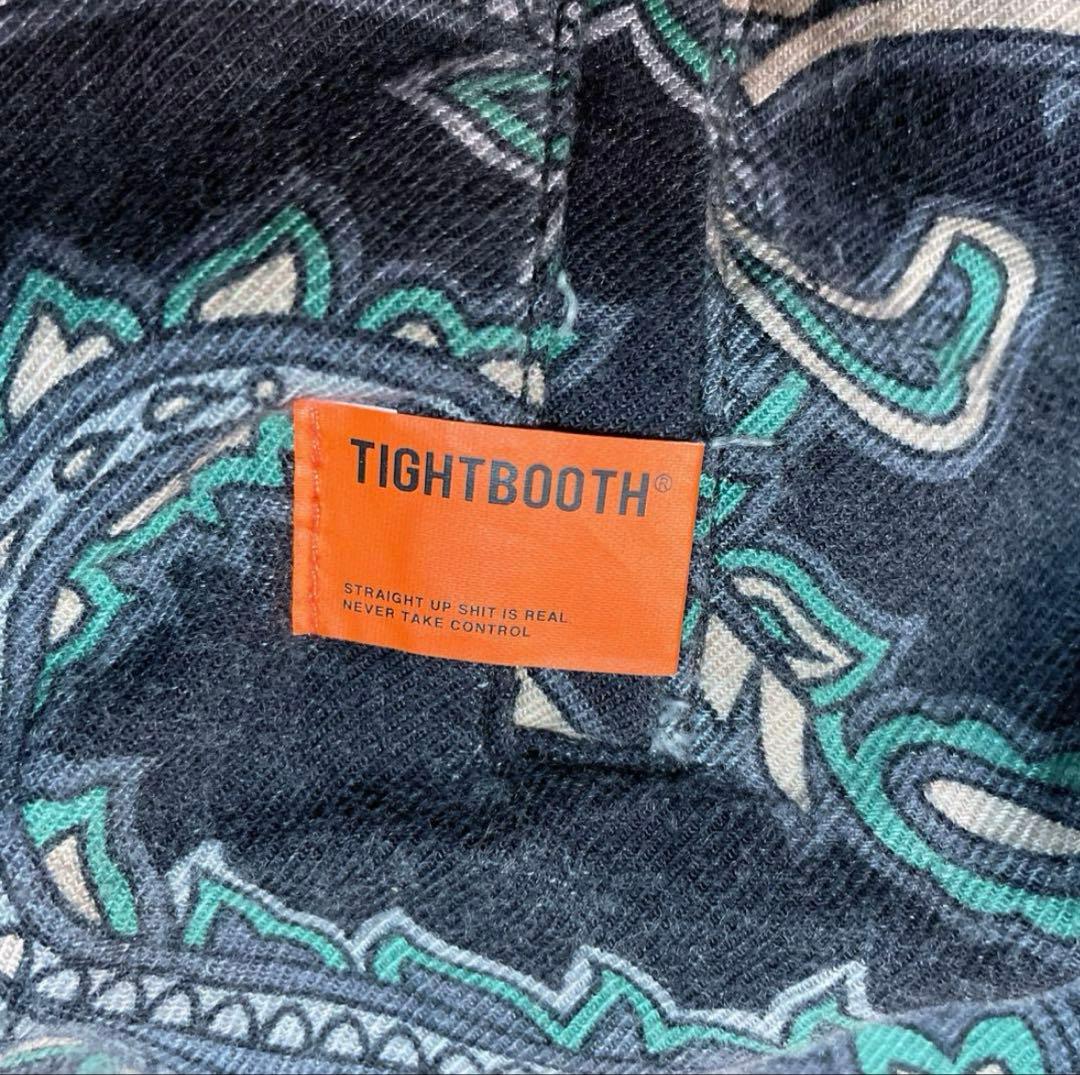 TIGHTBOOTH®
STRAIGHT UP SHIT IS REAL
NEVER TAKE CONTROL